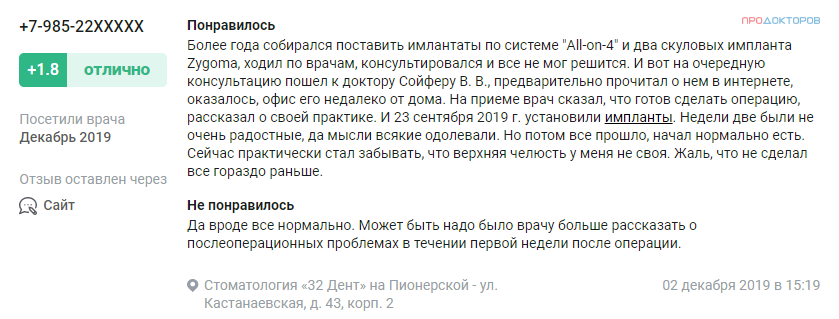 +7-985-22XXXXX
+1.8 отлично
Посетили врача
Декабрь 2019
Отзыв оставлен через
Сайт
ПРОДОКТОРОВ
Понравилось
Более года собирался поставить имлантаты по системе "All-on-4" и два скуловых импланта
Zygoma, ходил по врачам, консультировался и все не мог решится. И вот на очередную
консультацию пошел к доктору Сойферу В. В., предварительно прочитал о нем в интернете,
оказалось, офис его недалеко от дома. На приеме врач сказал, что готов сделать операцию,
рассказал о своей практике. И 23 сентября 2019 г. установили импланты. Недели две были не
очень радостные, да мысли всякие одолевали. Но потом все прошло, начал нормально есть.
Сейчас практически стал забывать, что верхняя челюсть у меня не своя. Жаль, что не сделал
все гораздо раньше.
Не понравилось
Да вроде все нормально. Может быть надо было врачу больше рассказать о
послеоперационных проблемах в течении первой недели после операции.
Стоматология «32 Дент» на Пионерской - ул.
Кастанаевская, д. 43, корп. 2
02 декабря 2019 в 15:19